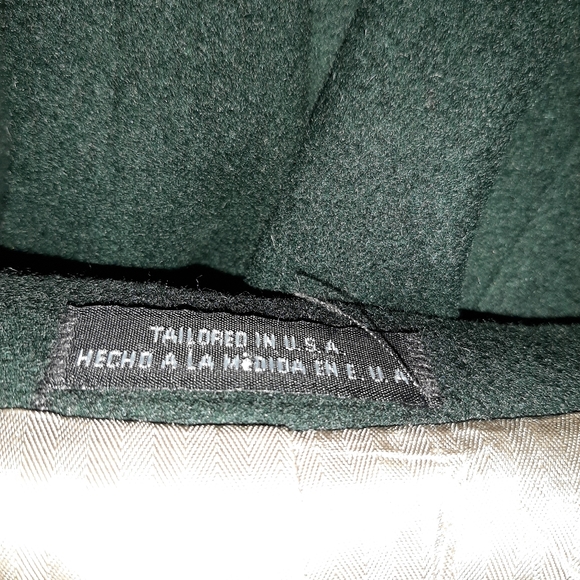 TAILORED IN U.S.A.
HECHO A LA MEDIDA EN E.U.A.